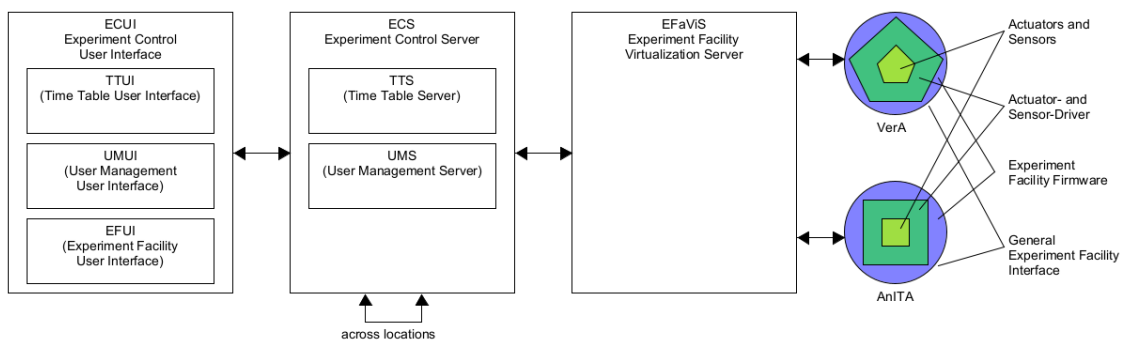 ECUI
Experiment Control
User Interface
TTUI
(Time Table User Interface)
UMUI
(User Management
User Interface)
EFUI
(Experiment Facility
User Interface)
ECS
Experiment Control Server
TTS
(Time Table Server)
UMS
(User Management Server)
across locations
EFaViS
Experiment Facility
Virtualization Server
VerA
AnITA
Actuators and
Sensors
Actuator- and
Sensor-Driver
Experiment
Facility Firmware
General
Experiment Facility
Interface